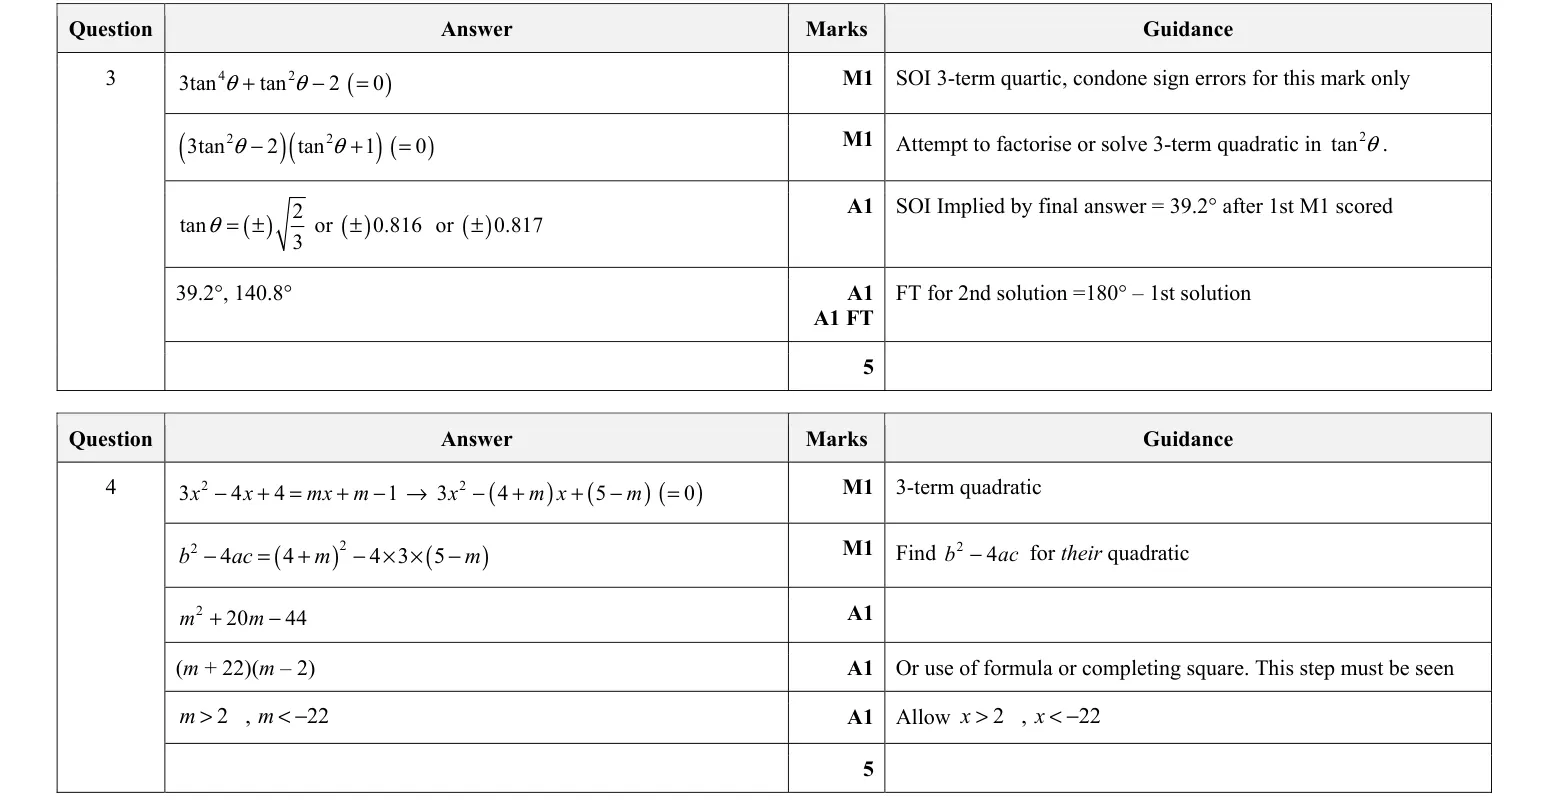 Question Answer Marks Guidance
3 3tan⁴θ + tan²θ − 2 (= 0) M1 SOI 3-term quartic, condone sign errors for this mark only
(3tan²θ − 2)(tan²θ + 1) (= 0) M1 Attempt to factorise or solve 3-term quadratic in tan²θ.
tanθ = (±)√(2/3) or (±)0.816 or (±)0.817 A1 SOI Implied by final answer = 39.2° after 1st M1 scored
39.2°, 140.8° A1 FT for 2nd solution =180° – 1st solution
A1 FT
5
Question Answer Marks Guidance
4 3x² − 4x + 4 = mx + m − 1 → 3x² − (4 + m)x + (5 − m) (= 0) M1 3-term quadratic
b² − 4ac = (4 + m)² − 4×3×(5 − m) M1 Find b² − 4ac for their quadratic
m² + 20m − 44 A1
(m + 22)(m – 2) A1 Or use of formula or completing square. This step must be seen
m > 2 , m < −22 A1 Allow x > 2 , x < −22
5